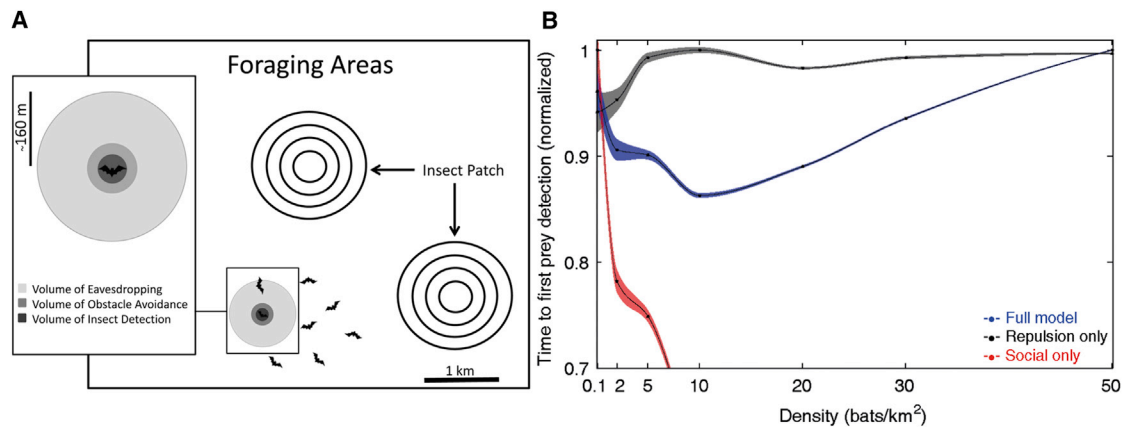 A
Foraging Areas
~160 m
Insect Patch
Volume of Eavesdropping
Volume of Obstacle Avoidance
Volume of Insect Detection
1 km
B
Time to first prey detection (normalized)
1
0.9
0.8
0.7
0.1 2 5 10 20 30 50
Density (bats/km²)
Full model
Repulsion only
Social only